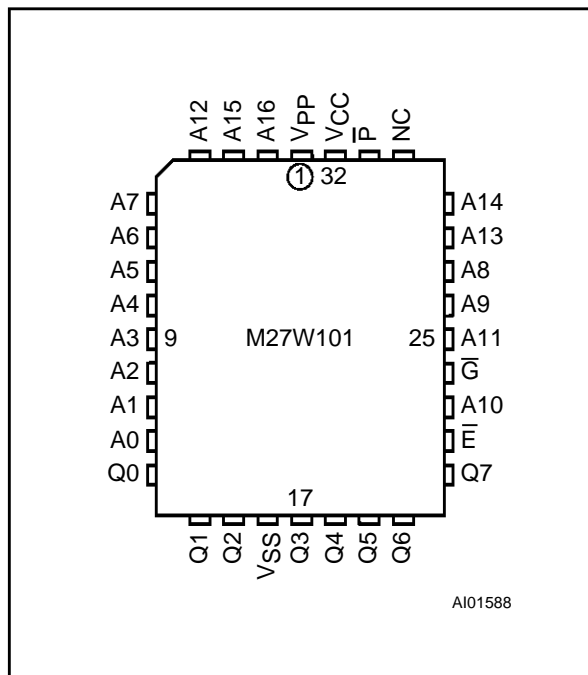 A12 A15 A16 VPP VCC P̅ NC
1 32
A7 A14
A6 A13
A5 A8
A4 A9
A3 9 M27W101 25 A11
A2 G̅
A1 A10
A0 E̅
Q0 Q7
17
Q1 Q2 VSS Q3 Q4 Q5 Q6
AI01588